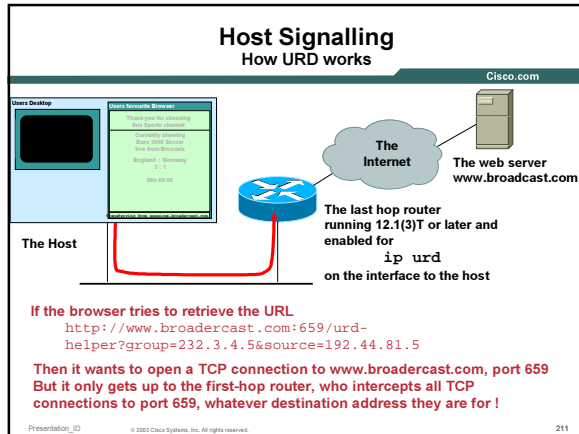 Host Signalling
How URD works
Cisco.com
Users Desktop
Users favourite Browser
Thank you for choosing
this Sports channel
Currently showing
Euro 2000 Soccer
live from Brussels
England : Germany
The
Internet
The web server
www.broadcast.com
The last hop router
running 12.1(3)T or later and
enabled for
ip urd
on the interface to the host
The Host
If the browser tries to retrieve the URL
http://www.broadercast.com:659/urd-
helper?group=232.3.4.5&source=192.44.81.5
Then it wants to open a TCP connection to www.broadercast.com, port 659
But it only gets up to the first-hop router, who intercepts all TCP
connections to port 659, whatever destination address they are for !
Presentation_ID
© 2003 Cisco Systems, Inc. All rights reserved.
211